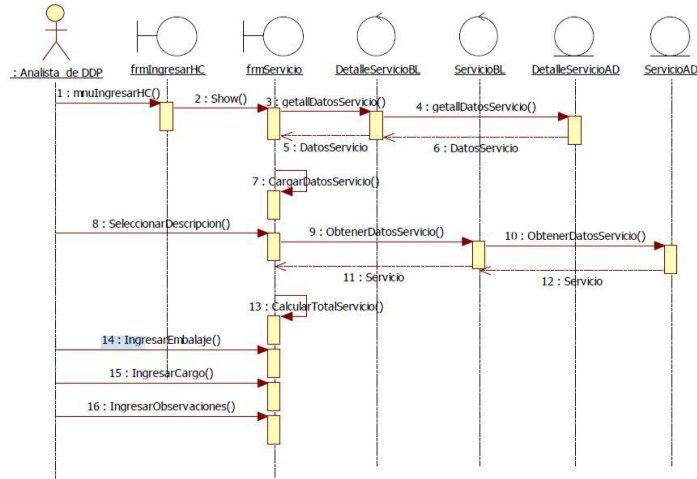 : Analista de DDP
frmIngresarHC
frmServicio
DetalleServicioBL
ServicioBL
DetalleServicioAD
ServicioAD
1 : mnuIngresarHC()
2 : Show()
3 : getallDatosServicio()
4 : getallDatosServicio()
5 : DatosServicio
6 : DatosServicio
7 : CargarDatosServicio()
8 : SeleccionarDescripcion()
9 : ObtenerDatosServicio()
10 : ObtenerDatosServicio()
11 : Servicio
12 : Servicio
13 : CalcularTotalServicio()
14 : IngresarEmbalaje()
15 : IngresarCargo()
16 : IngresarObservaciones()